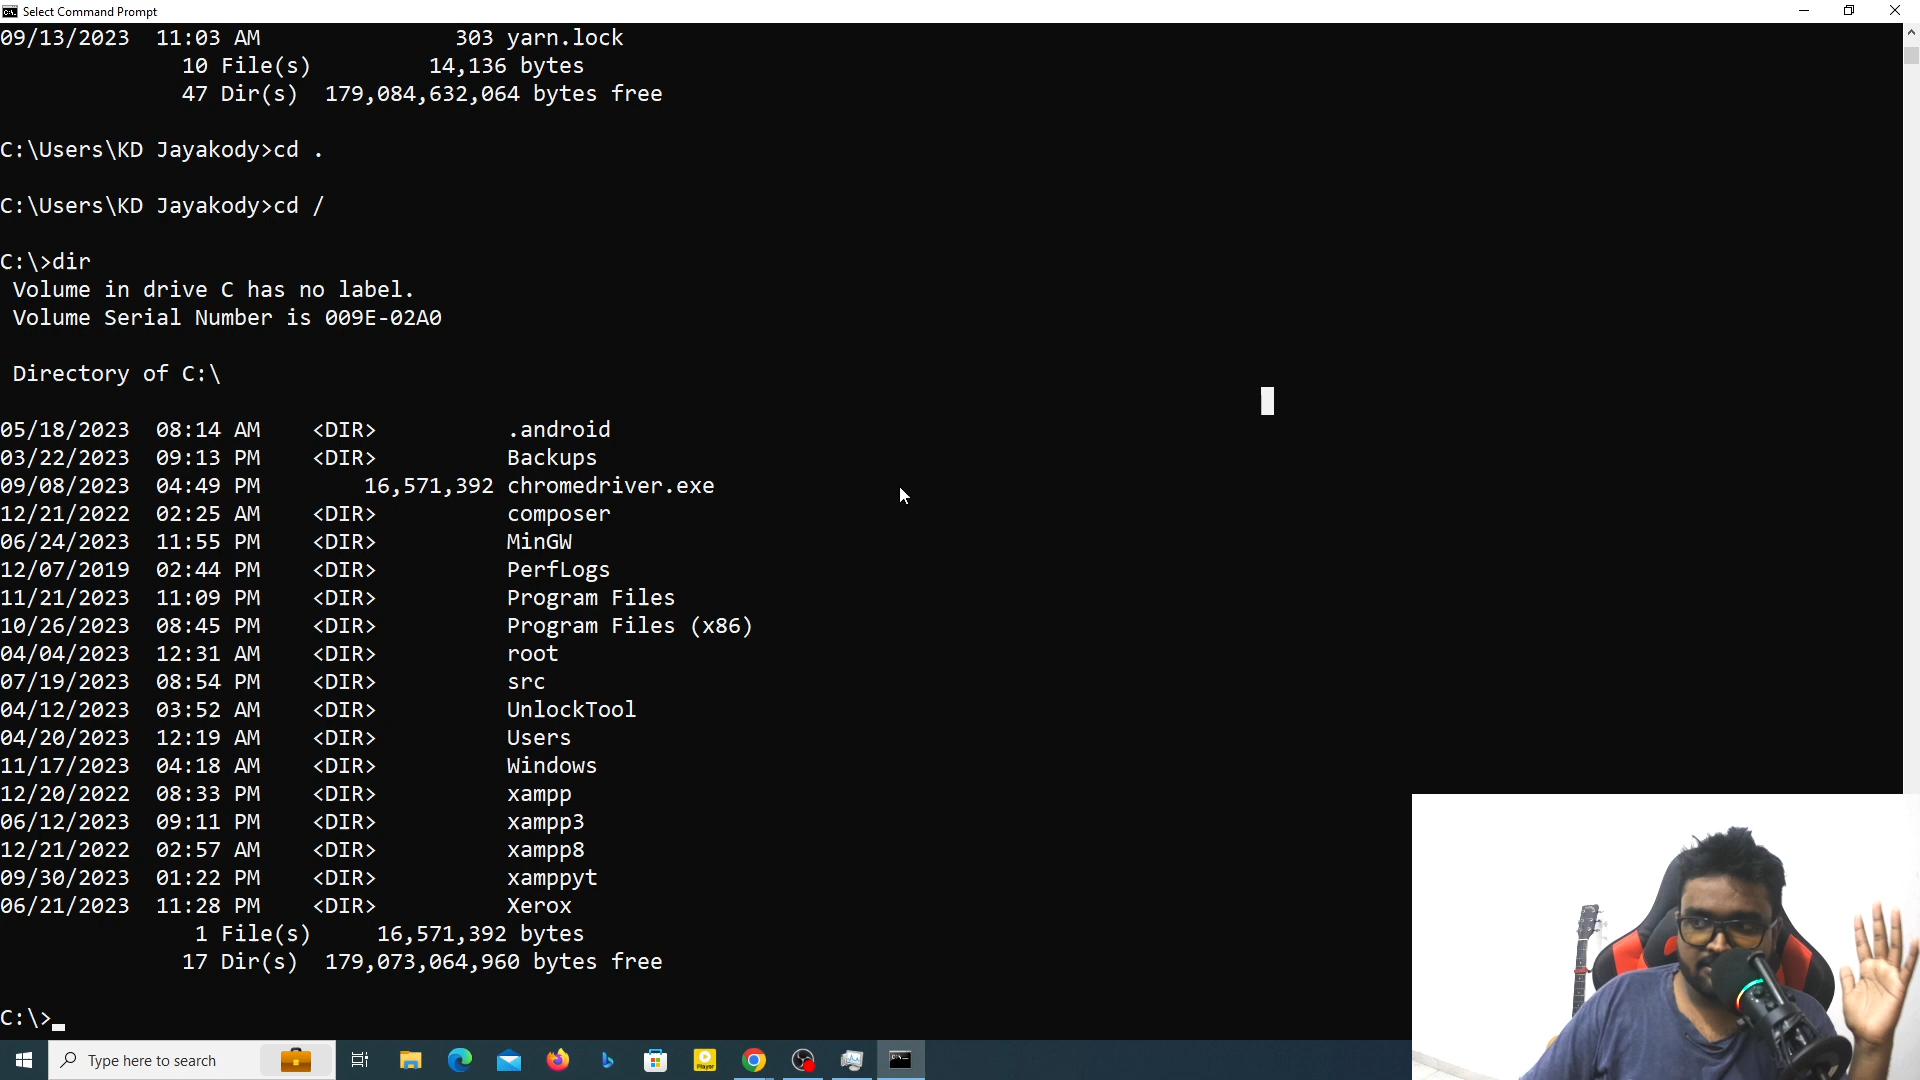 Select Command Prompt
09/13/2023  11:03 AM               303 yarn.lock
              10 File(s)         14,136 bytes
              47 Dir(s)  179,084,632,064 bytes free
C:\Users\KD Jayakody>cd .
C:\Users\KD Jayakody>cd /
C:\>dir
 Volume in drive C has no label.
 Volume Serial Number is 009E-02A0
 Directory of C:\
05/18/2023  08:14 AM    <DIR>          .android
03/22/2023  09:13 PM    <DIR>          Backups
09/08/2023  04:49 PM        16,571,392 chromedriver.exe
12/21/2022  02:25 AM    <DIR>          composer
06/24/2023  11:55 PM    <DIR>          MinGW
12/07/2019  02:44 PM    <DIR>          PerfLogs
11/21/2023  11:09 PM    <DIR>          Program Files
10/26/2023  08:45 PM    <DIR>          Program Files (x86)
04/04/2023  12:31 AM    <DIR>          root
07/19/2023  08:54 PM    <DIR>          src
04/12/2023  03:52 AM    <DIR>          UnlockTool
04/20/2023  12:19 AM    <DIR>          Users
11/17/2023  04:18 AM    <DIR>          Windows
12/20/2022  08:33 PM    <DIR>          xampp
06/12/2023  09:11 PM    <DIR>          xampp3
12/21/2022  02:57 AM    <DIR>          xampp8
09/30/2023  01:22 PM    <DIR>          xamppyt
06/21/2023  11:28 PM    <DIR>          Xerox
               1 File(s)     16,571,392 bytes
              17 Dir(s)  179,073,064,960 bytes free
C:\>
Type here to search
Player